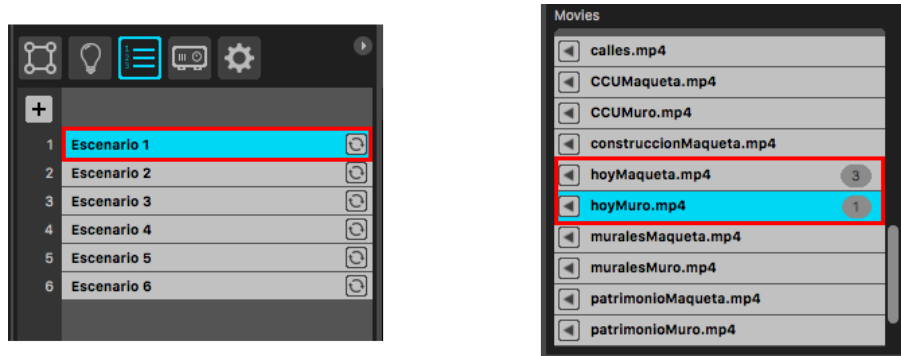 +
1 Escenario 1
2 Escenario 2
3 Escenario 3
4 Escenario 4
5 Escenario 5
6 Escenario 6
Movies
calles.mp4
CCUMaqueta.mp4
CCUMuro.mp4
construccionMaqueta.mp4
hoyMaqueta.mp4 3
hoyMuro.mp4 1
muralesMaqueta.mp4
muralesMuro.mp4
patrimonioMaqueta.mp4
patrimonioMuro.mp4